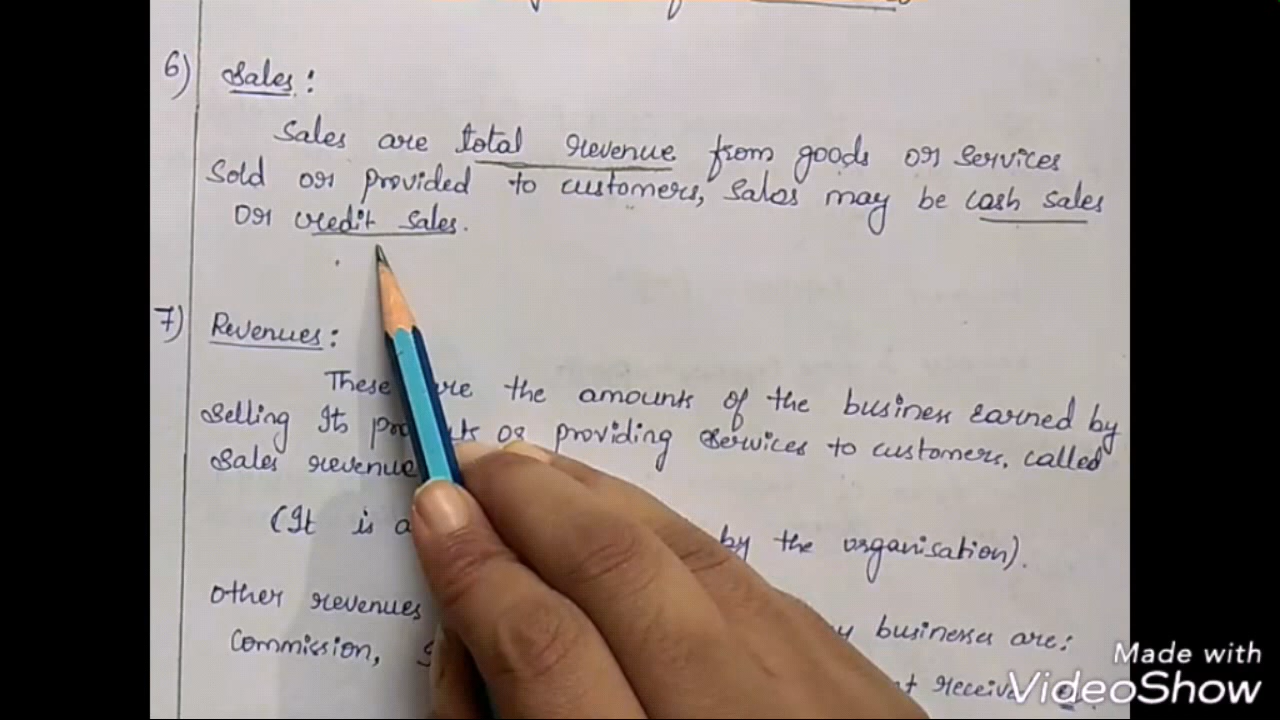 6) Sales:
Sales are total revenue from goods or services
Sold or provided to customers, Sales may be cash sales
or credit sales.
7) Revenues:
These are the amounts of the business earned by
Selling Its or providing services to customers, called
Sales revenue
(It is by the organisation).
Other revenues businesses are:
Commission,
Made with
VideoShow